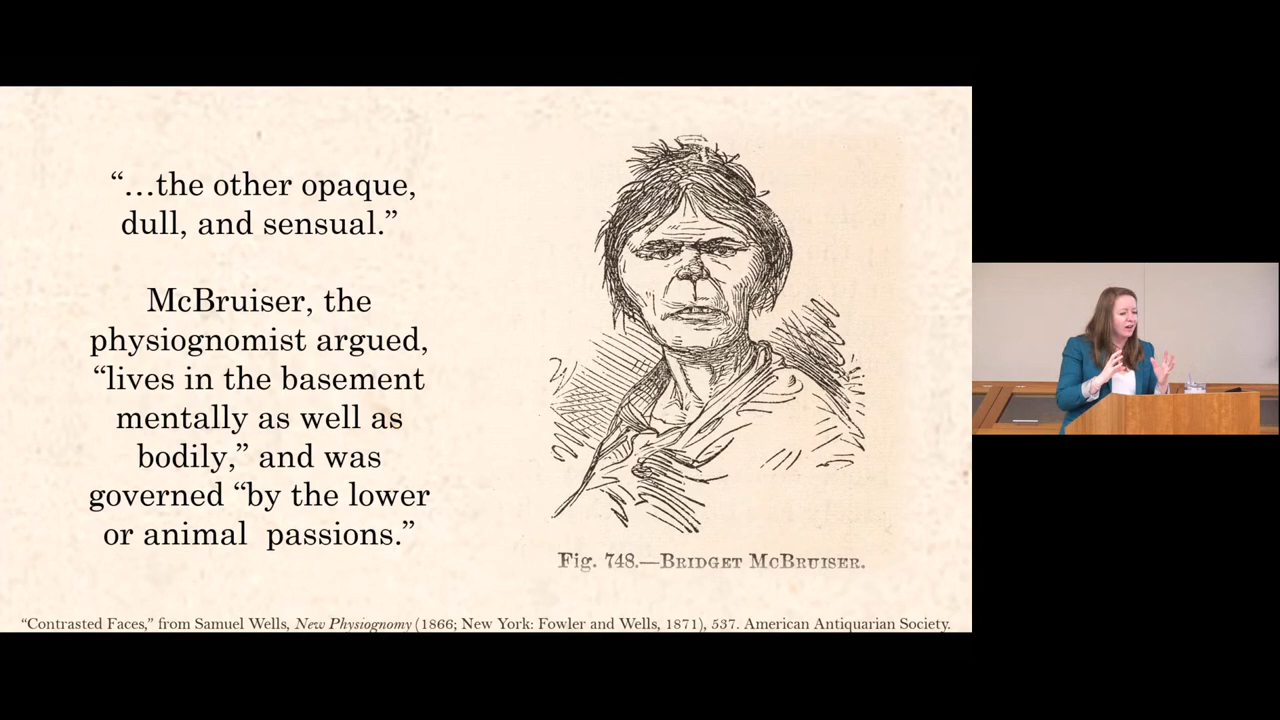 “…the other opaque,
dull, and sensual.”
McBruiser, the
physiognomist argued,
“lives in the basement
mentally as well as
bodily,” and was
governed “by the lower
or animal  passions.”
Fig. 748.—BRIDGET McBRUISER.
“Contrasted Faces,” from Samuel Wells, New Physiognomy (1866; New York: Fowler and Wells, 1871), 537. American Antiquarian Society.